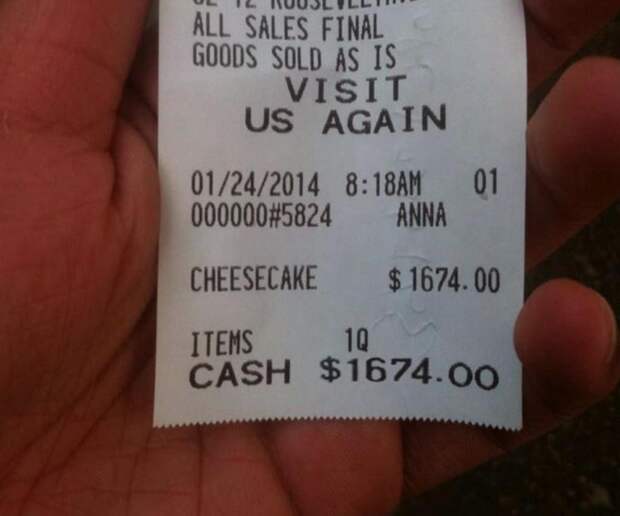 ALL SALES FINAL
GOODS SOLD AS IS
VISIT
US AGAIN
01/24/2014 8:18AM 01
000000#5824 ANNA
CHEESECAKE $1674.00
ITEMS 1Q
CASH $1674.00